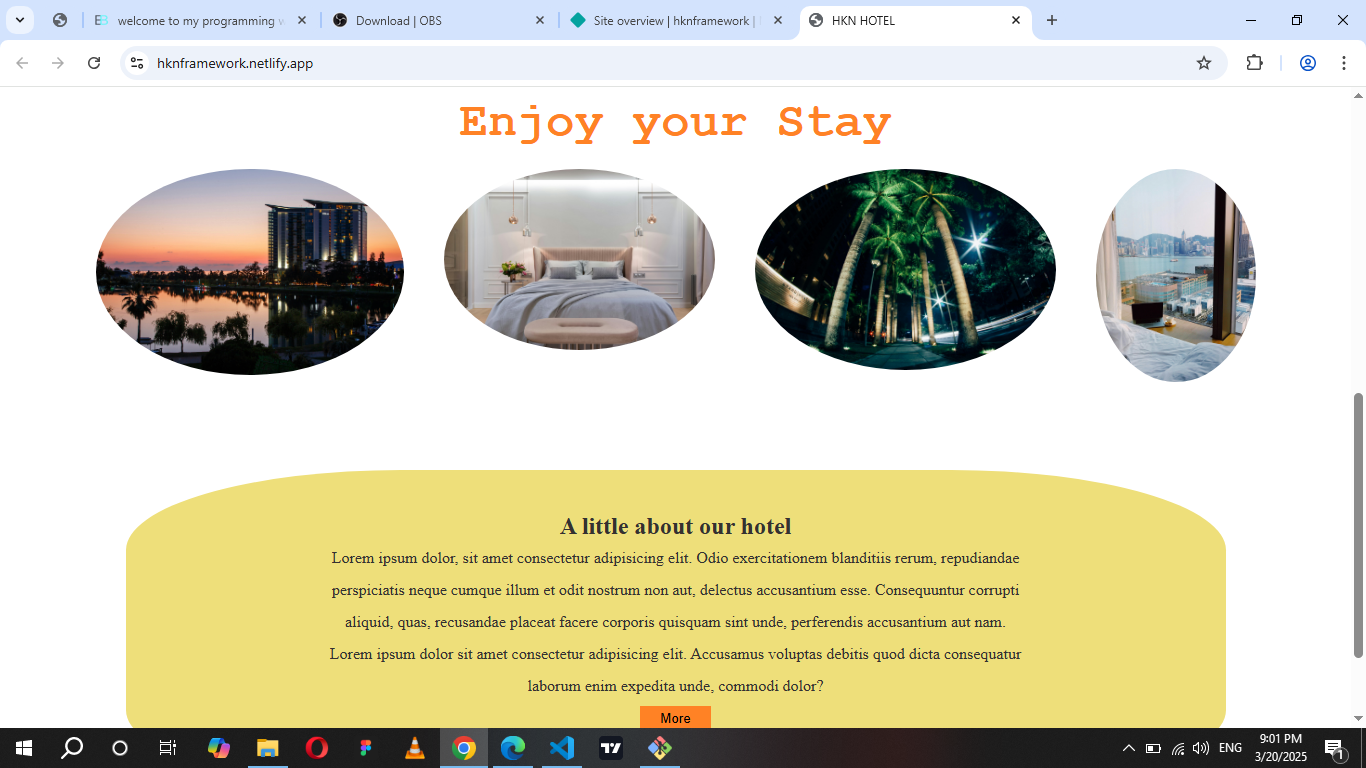 welcome to my programming w
Download | OBS
Site overview | hknframework |
HKN HOTEL
hknframework.netlify.app
Enjoy your Stay
A little about our hotel
Lorem ipsum dolor, sit amet consectetur adipisicing elit. Odio exercitationem blanditiis rerum, repudiandae
perspiciatis neque cumque illum et odit nostrum non aut, delectus accusantium esse. Consequuntur corrupti
aliquid, quas, recusandae placeat facere corporis quisquam sint unde, perferendis accusantium aut nam.
Lorem ipsum dolor sit amet consectetur adipisicing elit. Accusamus voluptas debitis quod dicta consequatur
laborum enim expedita unde, commodi dolor?
More
ENG
9:01 PM
3/20/2025
1